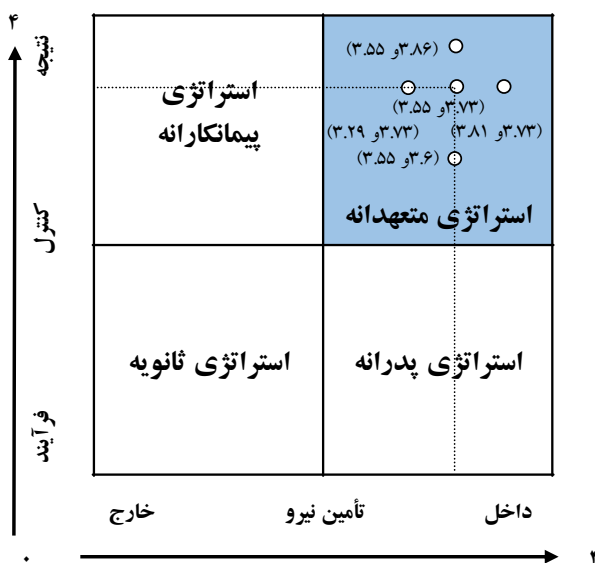 ۴
نتیجه
کنترل
فرآیند
(۳.۸۶و ۳.۵۵)
استراتژی
پیمانکارانه
(۳.۷۳و ۳.۵۵)
(۳.۷۳و ۳.۸۱)
(۳.۷۳و ۳.۲۹)
(۳.۶و ۳.۵۵)
استراتژی متعهدانه
استراتژی پدرانه
استراتژی ثانویه
داخل
تأمین نیرو
خارج
۰